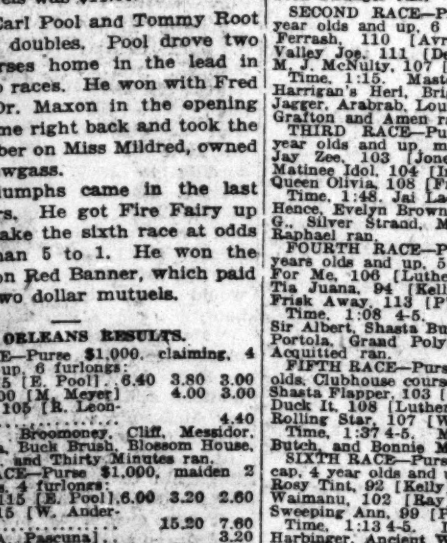 Carl Pool and Tommy Root
doubles. Pool drove two
rses home in the lead in
races. He won with Fred
Dr. Maxon in the opening
me right back and took the
ber on Miss Mildred, owned
wgass.
iumphs came in the last
rs. He got Fire Fairy up
ake the sixth race at odds
han 5 to 1. He won the
on Red Banner, which paid
wo dollar mutuels.
ORLEANS RESULTS.
E—Purse $1,000, claiming, 4
up, 6 furlongs:
5 [E. Pool].. 6.40 3.80 3.00
00 [M. Meyer] 4.00 3.00
105 [R. Leon-
4.40
Broomoney, Cliff, Messidor,
Buck Brush, Blossom House,
and Thirty Minutes ran.
ACE—Purse $1,000, maiden 2
4 furlongs:
115 [E. Pool].6.00 3.20 2.60
15 [W. Ander-
15.20 7.60
Pascuna].. 3.20
SECOND RACE—P
year olds and up, 6
Ferrash, 110 [Ayr
Valley Joe, 111 [De
M. J. McNulty, 107 [
Time, 1:15. Mast
Harrigan's Heri, Brig
Jagger, Arabrab, Lou
Grafton and Amen ra
THIRD RACE—Pu
year olds and up, m
Jay Zee, 103 [Jone
Matinee Idol, 104 [In
Queen Olivia, 108 [F
Time, 1:48. Jai La
Hence, Evelyn Brown
G., Silver Strand, M
Raphael ran.
FOURTH RACE—P
years olds and up, 5
For Me, 106 [Luthe
Tia Juana, 94 [Kell
Frisk Away, 113 [P
Time, 1:08 4-5.
Sir Albert, Shasta Ba
Portola, Grand Poly
Acquitted ran.
FIFTH RACE—Purs
olds, Clubhouse cours
Shasta Flapper, 103 [
Duck It, 108 [Luther
Rolling Star, 107 [W
Time, 1:37 4-5. M
Butch, and Bonnie M
SIXTH RACE—Purs
cap, 4 year olds and
Rosy Tint, 92 [Kelly
Waimanu, 102 [Ray
Sweeping Ann, 99 [P
Time, 1:13 4-5. J
Harbinger, Ancient